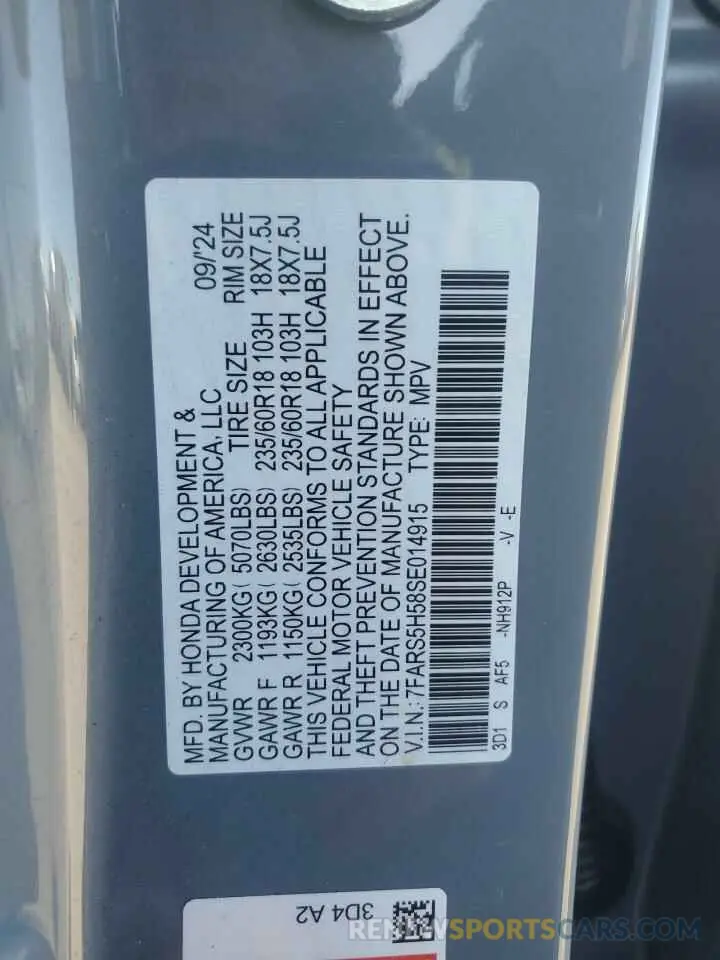 MFD. BY HONDA DEVELOPMENT &
MANUFACTURING OF AMERICA, LLC 09/'24
GVWR 2300KG( 5070LBS) TIRE SIZE RIM SIZE
GAWR F 1193KG( 2630LBS) 235/60R18 103H 18X7.5J
GAWR R 1150KG( 2535LBS) 235/60R18 103H 18X7.5J
THIS VEHICLE CONFORMS TO ALL APPLICABLE
FEDERAL MOTOR VEHICLE SAFETY
AND THEFT PREVENTION STANDARDS IN EFFECT
ON THE DATE OF MANUFACTURE SHOWN ABOVE.
V.I.N.: 7FARS5H58SE014915 TYPE: MPV
3D1 S AF5 -NH912P -V -E
3D4 A2
RENEWSPORTSCARS.COM